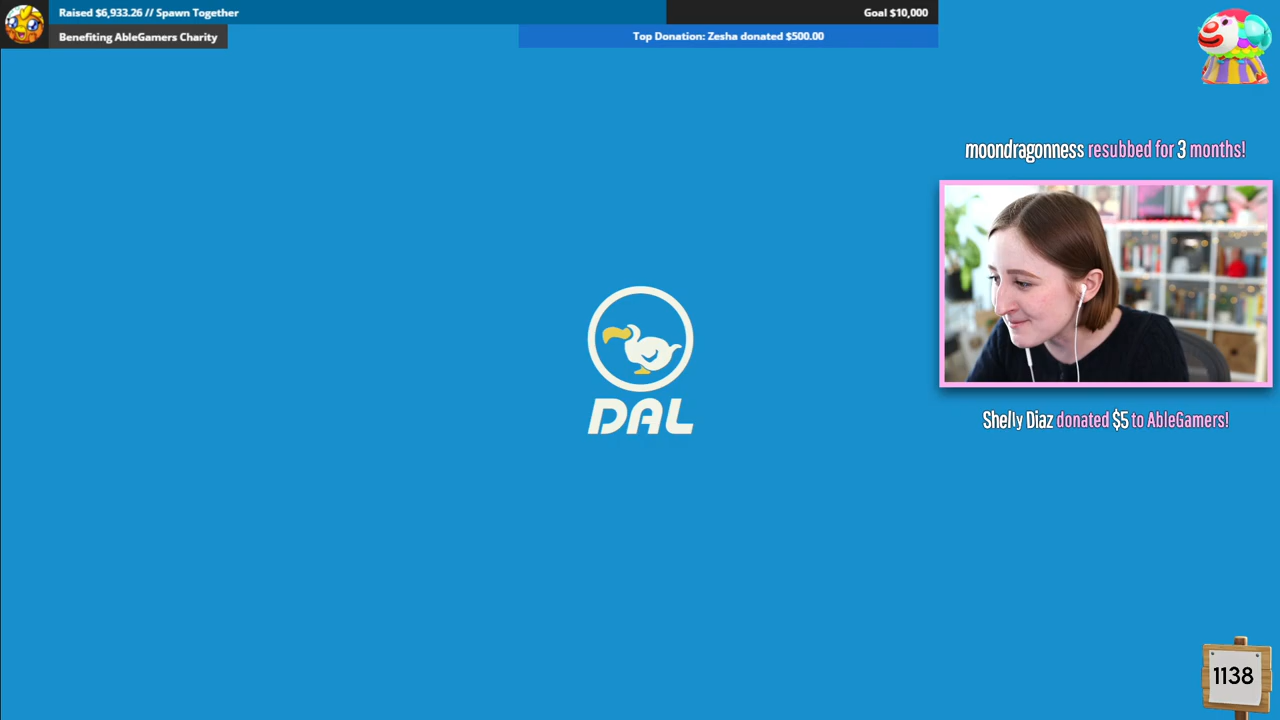 Raised $6,933.26 // Spawn Together
Goal $10,000
Benefiting AbleGamers Charity
Top Donation: Zesha donated $500.00
moondragonness resubbed for 3 months!
DAL
Shelly Diaz donated $5 to AbleGamers!
1138